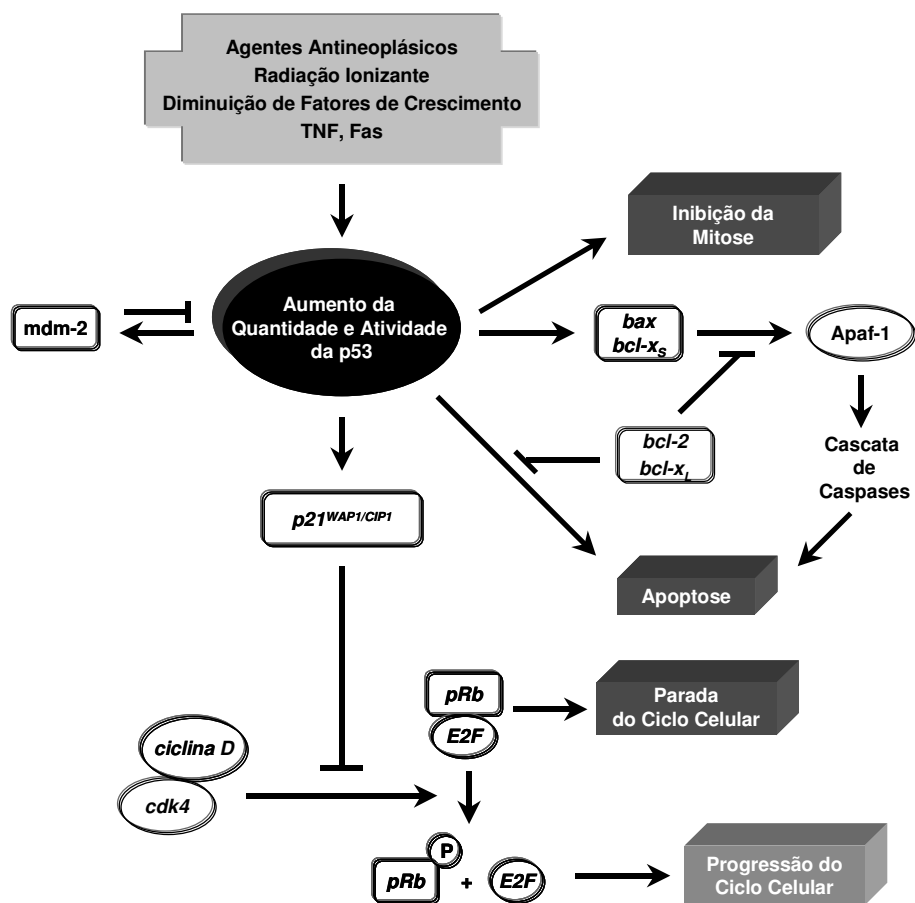 Agentes Antineoplásicos
Radiação Ionizante
Diminuição de Fatores de Crescimento
TNF, Fas
Inibição da
Mitose
mdm-2
Aumento da
Quantidade e Atividade
da p53
bax
bcl-xS
Apaf-1
bcl-2
bcl-xL
Cascata
de
Caspases
p21WAP1/CIP1
Apoptose
pRb
E2F
Parada
do Ciclo Celular
ciclina D
cdk4
P
pRb + E2F
Progressão do
Ciclo Celular